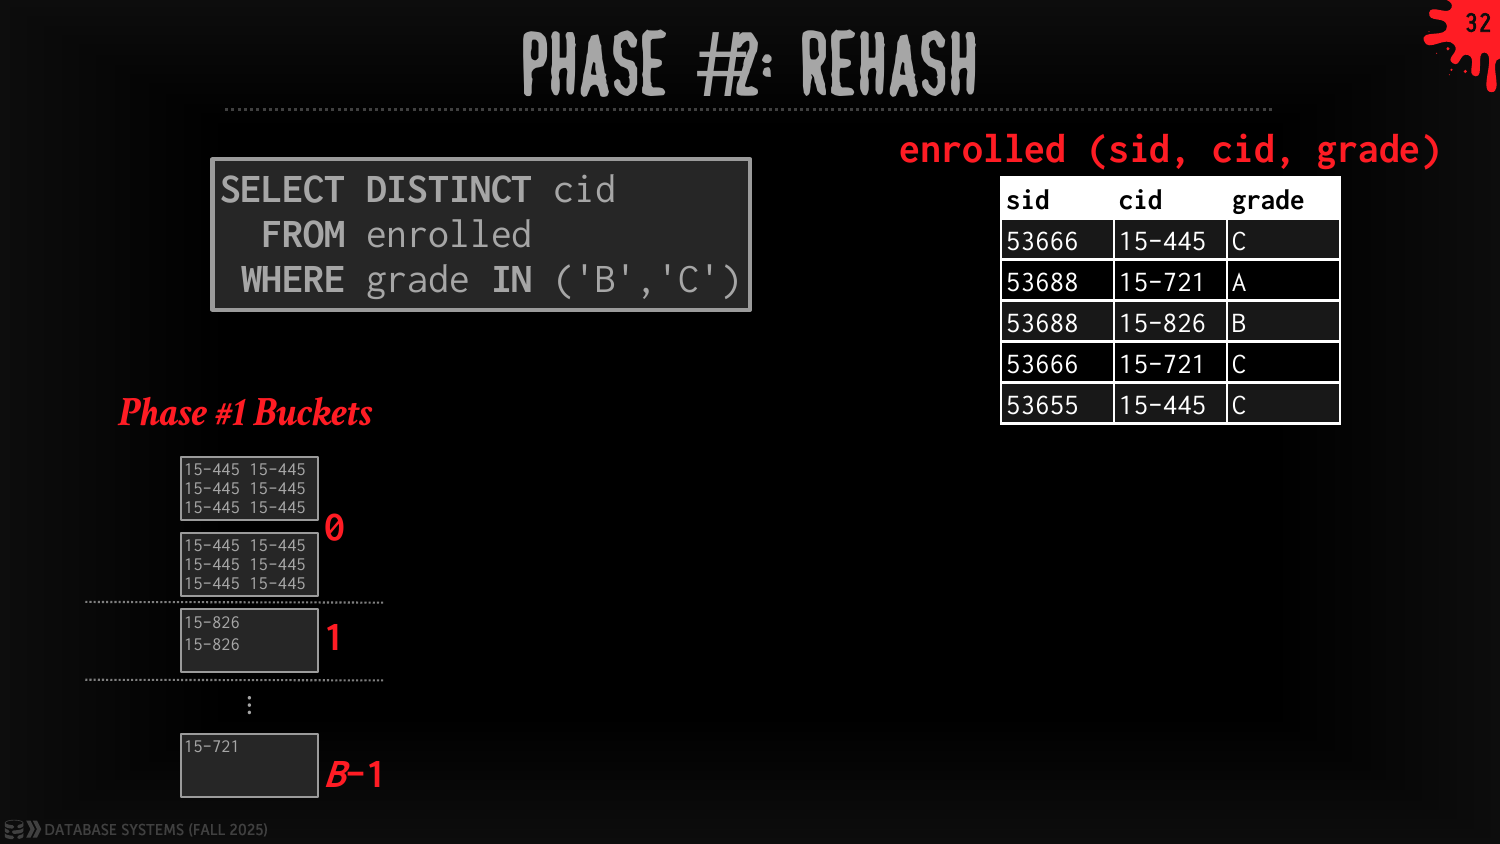 32
PHASE #2: REHASH
SELECT DISTINCT cid
FROM enrolled
WHERE grade IN ('B','C')
enrolled (sid, cid, grade)
sid cid grade
53666 15-445 C
53688 15-721 A
53688 15-826 B
53666 15-721 C
53655 15-445 C
Phase #1 Buckets
15-445 15-445
15-445 15-445
15-445 15-445
0
15-445 15-445
15-445 15-445
15-445 15-445
15-826
15-826
1
⋮
15-721
B-1
DATABASE SYSTEMS (FALL 2025)